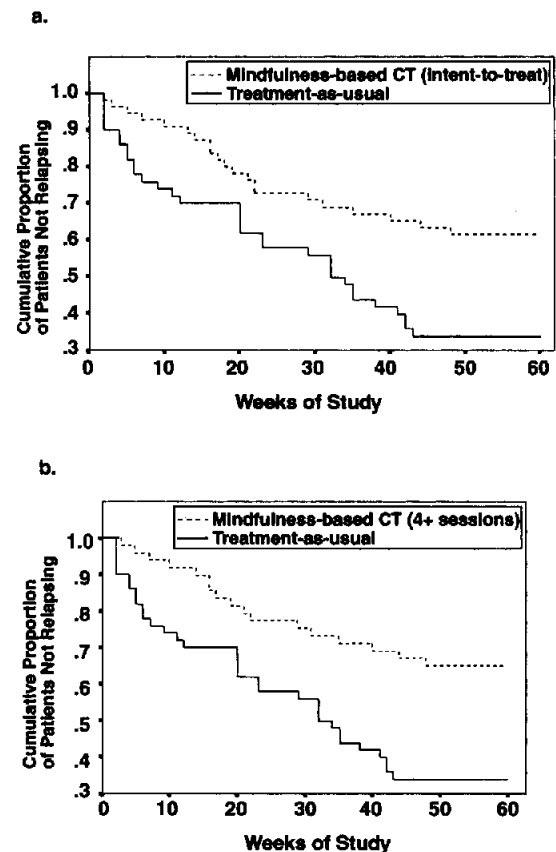 a.
Mindfulness-based CT (intent-to-treat)
Treatment-as-usual
1.0
.9
.8
.7
.6
.5
.4
.3
Cumulative Proportion
of Patients Not Relapsing
0 10 20 30 40 50 60
Weeks of Study
b.
Mindfulness-based CT (4+ sessions)
Treatment-as-usual
1.0
.9
.8
.7
.6
.5
.4
.3
Cumulative Proportion
of Patients Not Relapsing
0 10 20 30 40 50 60
Weeks of Study